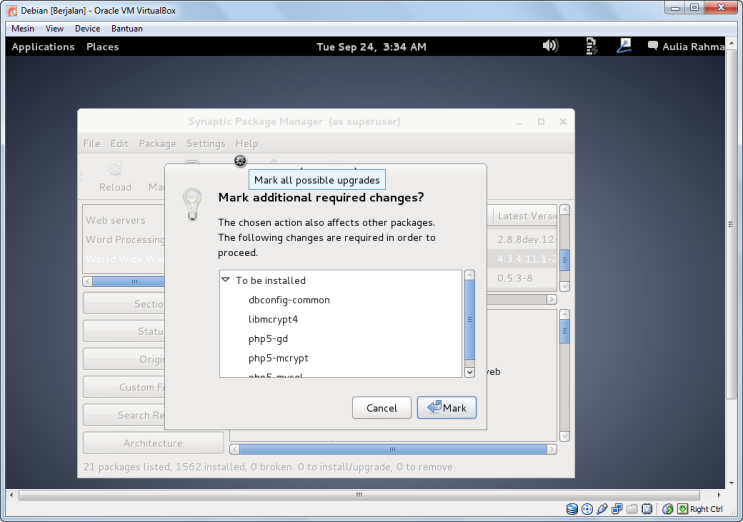 Debian [Berjalan] - Oracle VM VirtualBox
Mesin View Device Bantuan
Applications Places Tue Sep 24, 3:34 AM Aulia Rahma
Synaptic Package Manager (as superuser)
File Edit Package Settings Help
Reload
Mark all possible upgrades
Mark additional required changes?
The chosen action also affects other packages.
The following changes are required in order to
proceed.
To be installed
dbconfig-common
libmcrypt4
php5-gd
php5-mcrypt
php5-mysql
Cancel Mark
Web servers
Word Processing
World Wide We
Latest Versi
2.8.8dev.12-
4:3.4.11.1-2
0.5.3-8
Sectio
Statu
Origi
Custom Fi
Search Re
Architecture
21 packages listed, 1562 installed, 0 broken. 0 to install/upgrade, 0 to remove
Right Ctrl